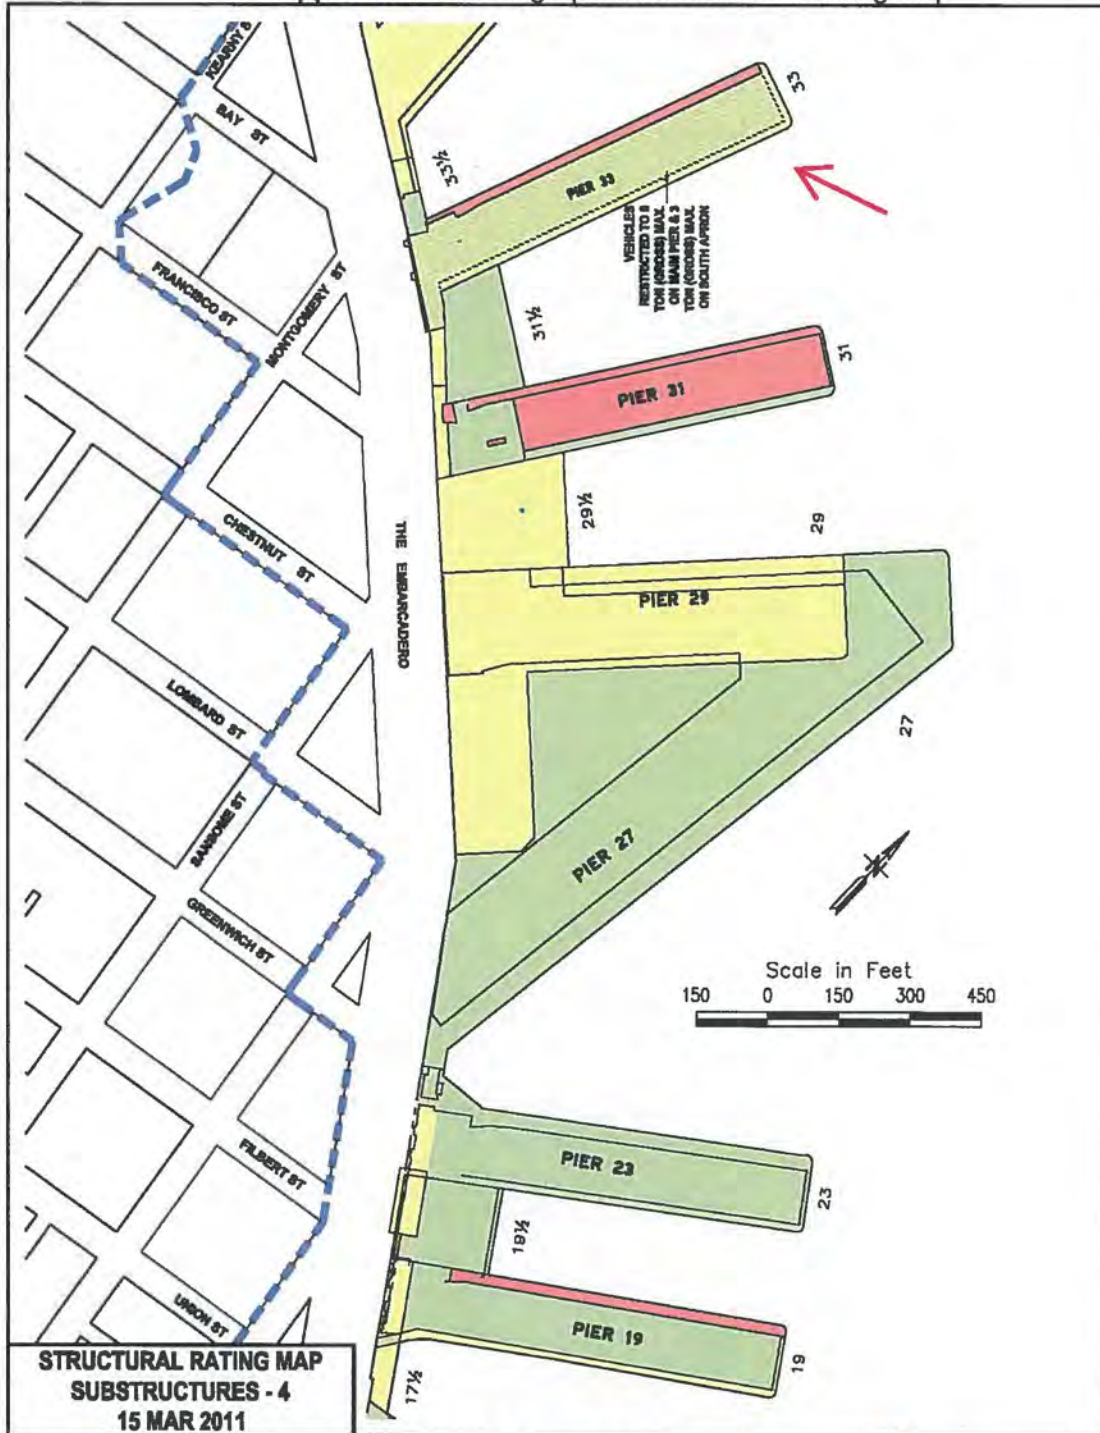 KEARNY S
BAY ST
33½
PIER 33
33
VEHICLES
RESTRICTED TO 8
TON (GROSS) MAX.
ON MAIN PIER & 3
TON (GROSS) MAX.
ON SOUTH APRON
FRANCISCO ST
MONTGOMERY ST
31½
PIER 31
31
CHESTNUT ST
THE EMBARCADERO
29½
29
PIER 29
LOMBARD ST
27
SANSOME ST
PIER 27
GREENWICH ST
Scale in Feet
150 0 150 300 450
FILBERT ST
PIER 23
23
19½
UNION ST
PIER 19
19
17½
STRUCTURAL RATING MAP
SUBSTRUCTURES - 4
15 MAR 2011